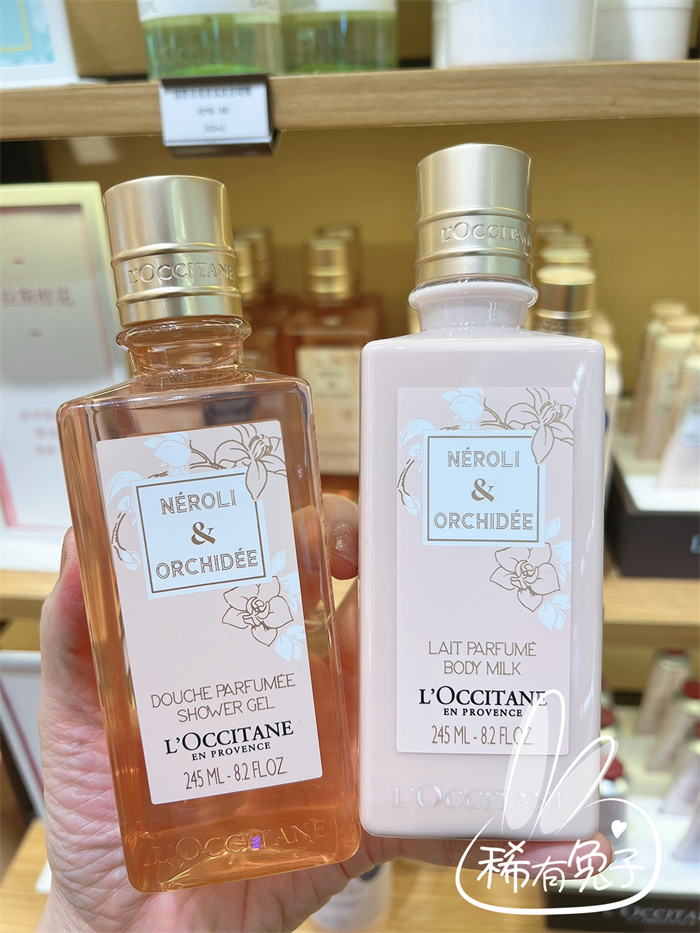 L'OCCITANE
NÉROLI
&
ORCHIDÉE
DOUCHE PARFUMÉE
SHOWER GEL
L'OCCITANE
EN PROVENCE
245 ML - 8.2 FL.OZ.
L'OCCITANE
L'OCCITANE
NÉROLI
&
ORCHIDÉE
LAIT PARFUMÉ
BODY MILK
L'OCCITANE
EN PROVENCE
245 ML - 8.2 FL.OZ.
L'OCCITANE
稀有兔子
L'OCCITANE